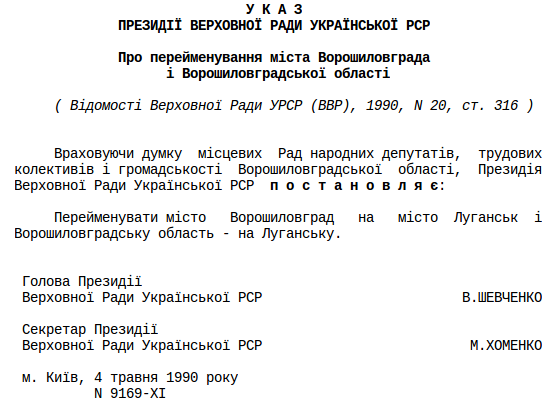 У К А З
ПРЕЗИДІЇ ВЕРХОВНОЇ РАДИ УКРАЇНСЬКОЇ РСР
Про перейменування міста Ворошиловграда
і Ворошиловградської області
( Відомості Верховної Ради УРСР (ВВР), 1990, N 20, ст. 316 )
Враховуючи думку місцевих Рад народних депутатів, трудових
колективів і громадськості Ворошиловградської області, Президія
Верховної Ради Української РСР п о с т а н о в л я є:
Перейменувати місто Ворошиловград на місто Луганськ і
Ворошиловградську область - на Луганську.
Голова Президії
Верховної Ради Української РСР В.ШЕВЧЕНКО
Секретар Президії
Верховної Ради Української РСР М.ХОМЕНКО
м. Київ, 4 травня 1990 року
N 9169-XI